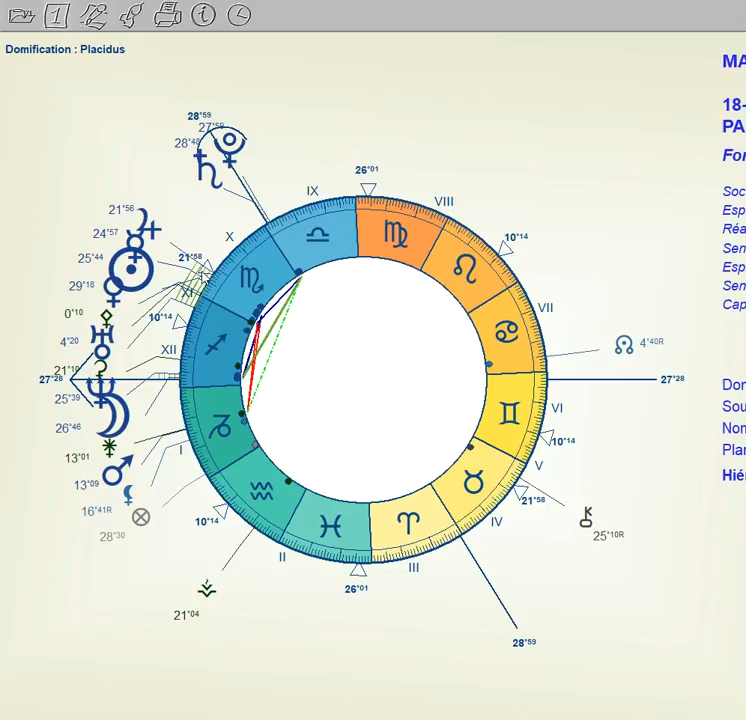 Domification : Placidus
MA
18-
PA
For
Soc
Esp
Réa
Sen
Esp
Sen
Cap
Dor
Sou
Nom
Plan
Hié
28°59
27°58
28°48
IX
26°01
VIII
X
21°56
24°57
21°58
10°14
25°44
29°18
XI
VII
0°10
10°14
4°20
XII
4°40R
21°10
27°28
27°28
25°39
26°46
VI
13°01
I
10°14
V
13°09
21°58
16°41R
10°14
IV
28°30
25°10R
II
III
26°01
21°04
28°59